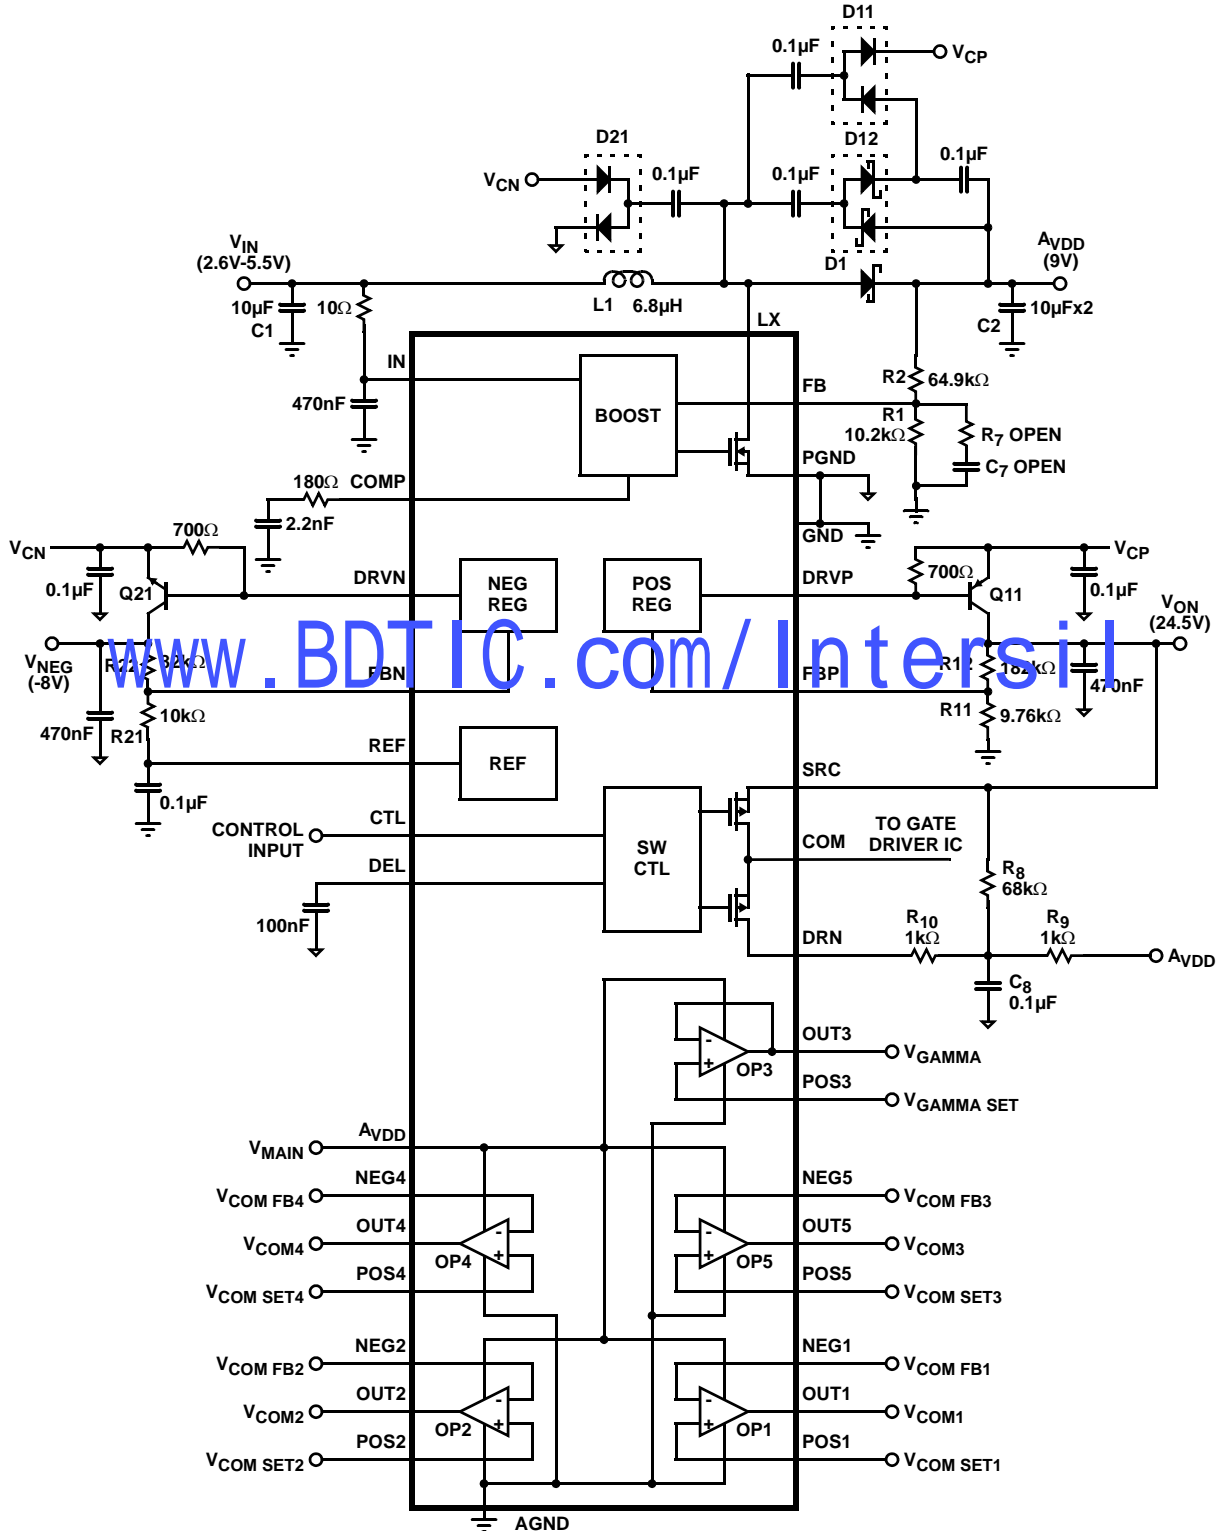 D11
0.1µF
VCP
D12
D21
0.1µF
0.1µF
0.1µF
VCN
VIN
(2.6V-5.5V)
AVDD
(9V)
D1
10µF
C1
10Ω
L1 6.8µH
C2
10µFx2
LX
IN
470nF
BOOST
FB
R2
64.9kΩ
R1
10.2kΩ
R7 OPEN
C7 OPEN
PGND
180Ω
COMP
2.2nF
GND
700Ω
VCN
0.1µF
Q21
DRVN
NEG
REG
POS
REG
DRVP
700Ω
Q11
VCP
0.1µF
VON
(24.5V)
VNEG
(-8V)
R22
82kΩ
FBN
FBP
R12
182kΩ
470nF
www.BDTIC.com/Intersil
470nF
10kΩ
R21
R11
9.76kΩ
REF
REF
0.1µF
SRC
CONTROL
INPUT
CTL
SW
CTL
COM
TO GATE
DRIVER IC
DEL
100nF
R8
68kΩ
DRN
R10
1kΩ
R9
1kΩ
AVDD
C8
0.1µF
-
+
OP3
OUT3
VGAMMA
POS3
VGAMMA SET
VMAIN
AVDD
VCOM FB4
NEG4
NEG5
VCOM FB3
VCOM4
OUT4
-
+
OP4
-
+
OP5
OUT5
VCOM3
VCOM SET4
POS4
POS5
VCOM SET3
VCOM FB2
NEG2
NEG1
VCOM FB1
VCOM2
OUT2
-
+
OP2
-
+
OP1
OUT1
VCOM1
VCOM SET2
POS2
POS1
VCOM SET1
AGND